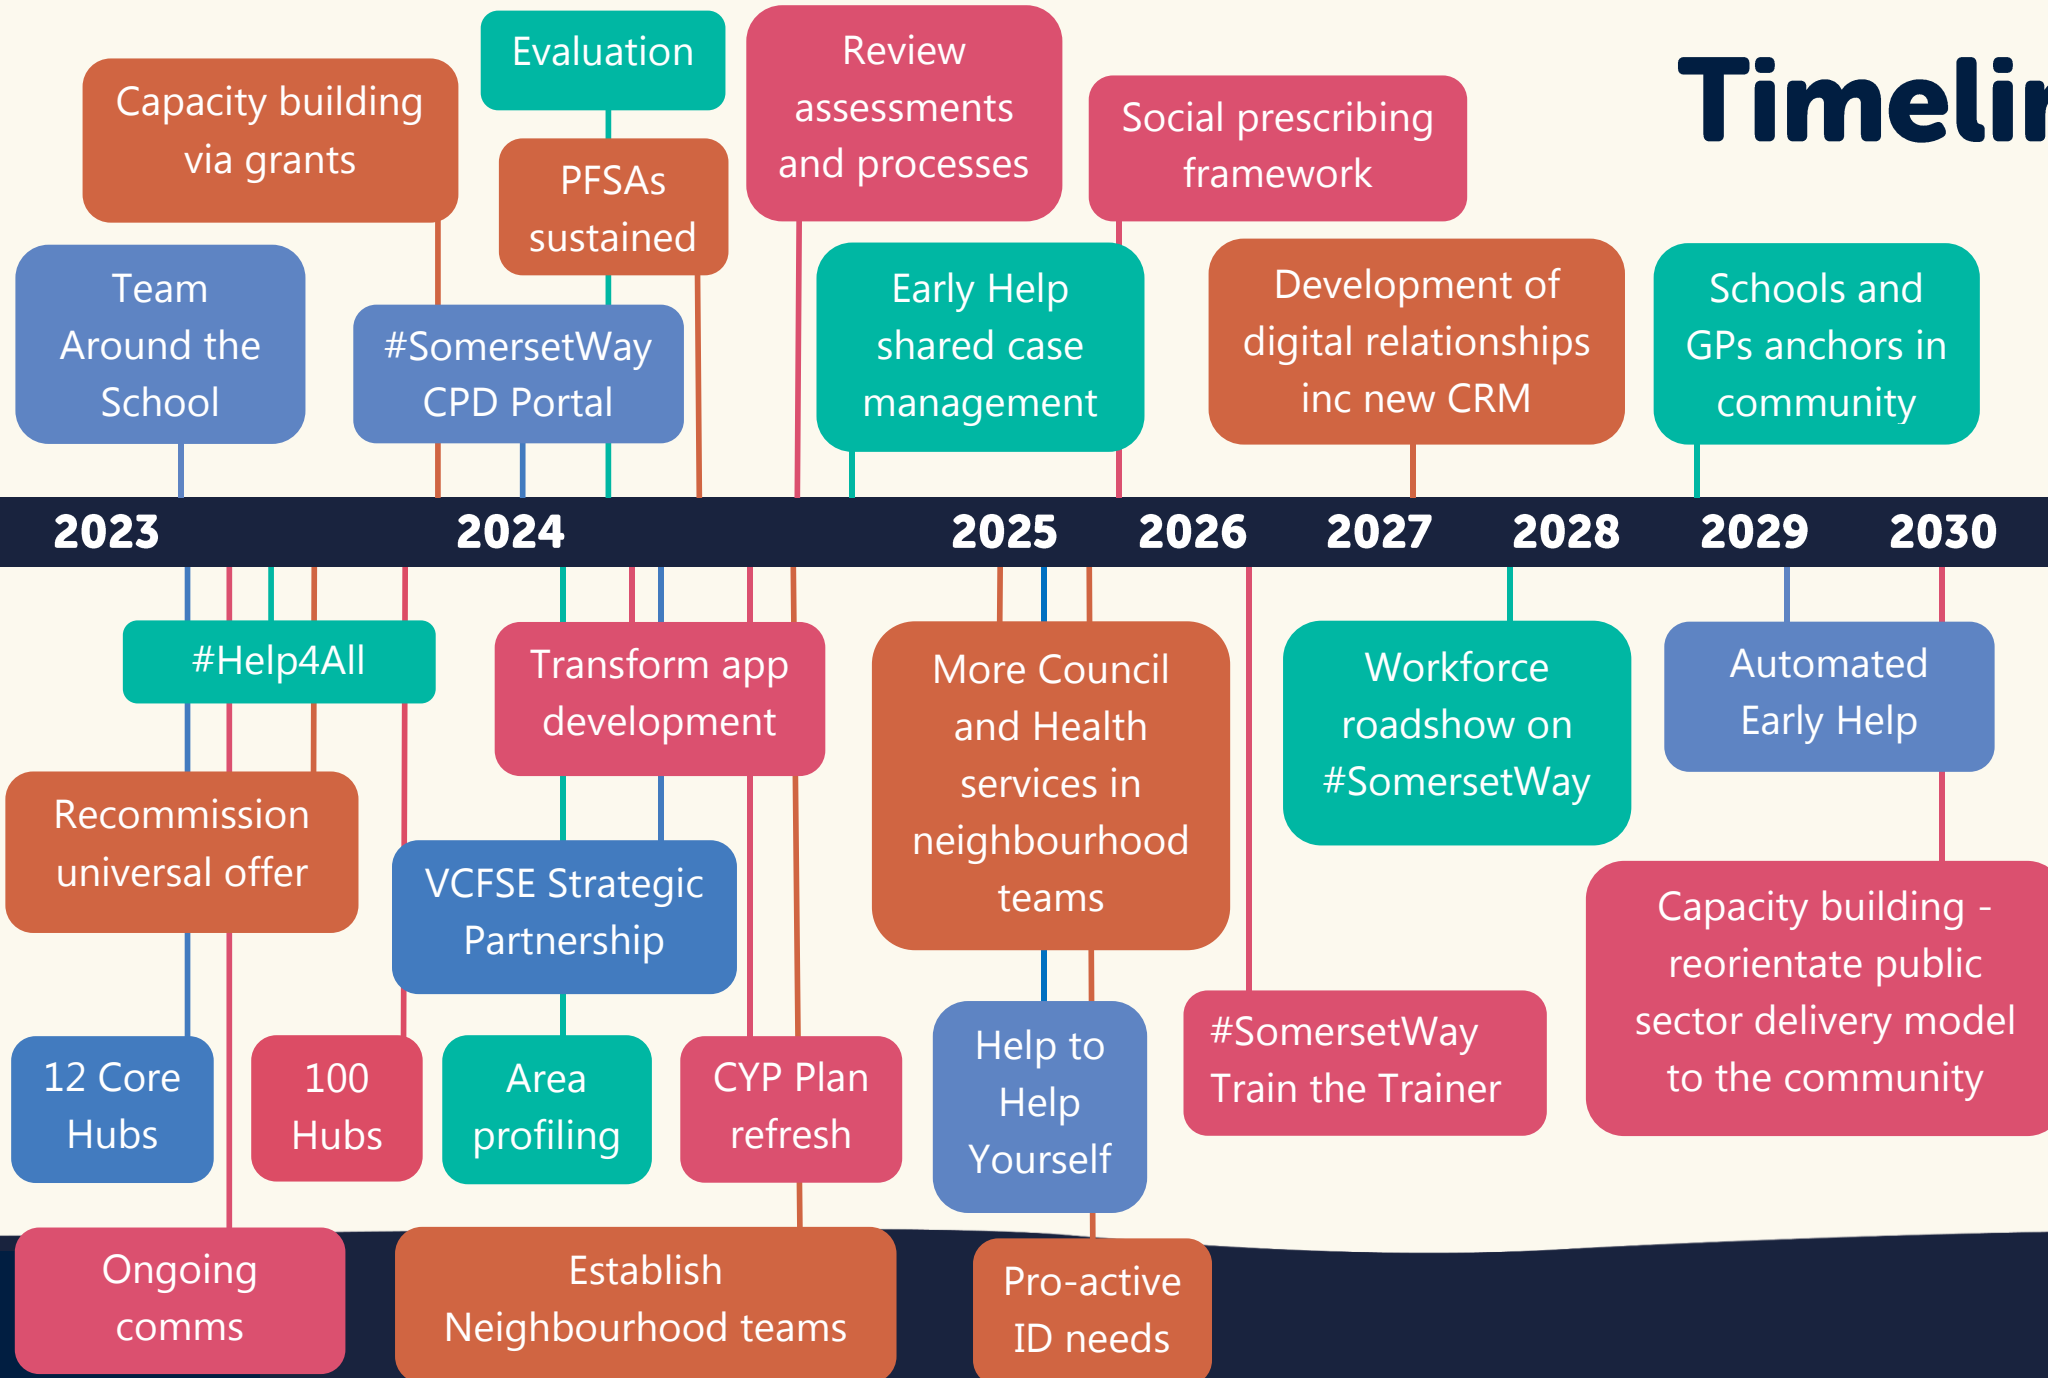 Timelin
Evaluation
Review
assessments
and processes
Capacity building
via grants
Social prescribing
framework
PFSAs
sustained
Team
Around the
School
#SomersetWay
CPD Portal
Early Help
shared case
management
Development of
digital relationships
inc new CRM
Schools and
GPs anchors in
community
2023 2024 2025 2026 2027 2028 2029 2030
#Help4All
Transform app
development
More Council
and Health
services in
neighbourhood
teams
Workforce
roadshow on
#SomersetWay
Automated
Early Help
Recommission
universal offer
VCFSE Strategic
Partnership
Capacity building -
reorientate public
sector delivery model
to the community
12 Core
Hubs
100
Hubs
Area
profiling
CYP Plan
refresh
Help to
Help
Yourself
#SomersetWay
Train the Trainer
Ongoing
comms
Establish
Neighbourhood teams
Pro-active
ID needs